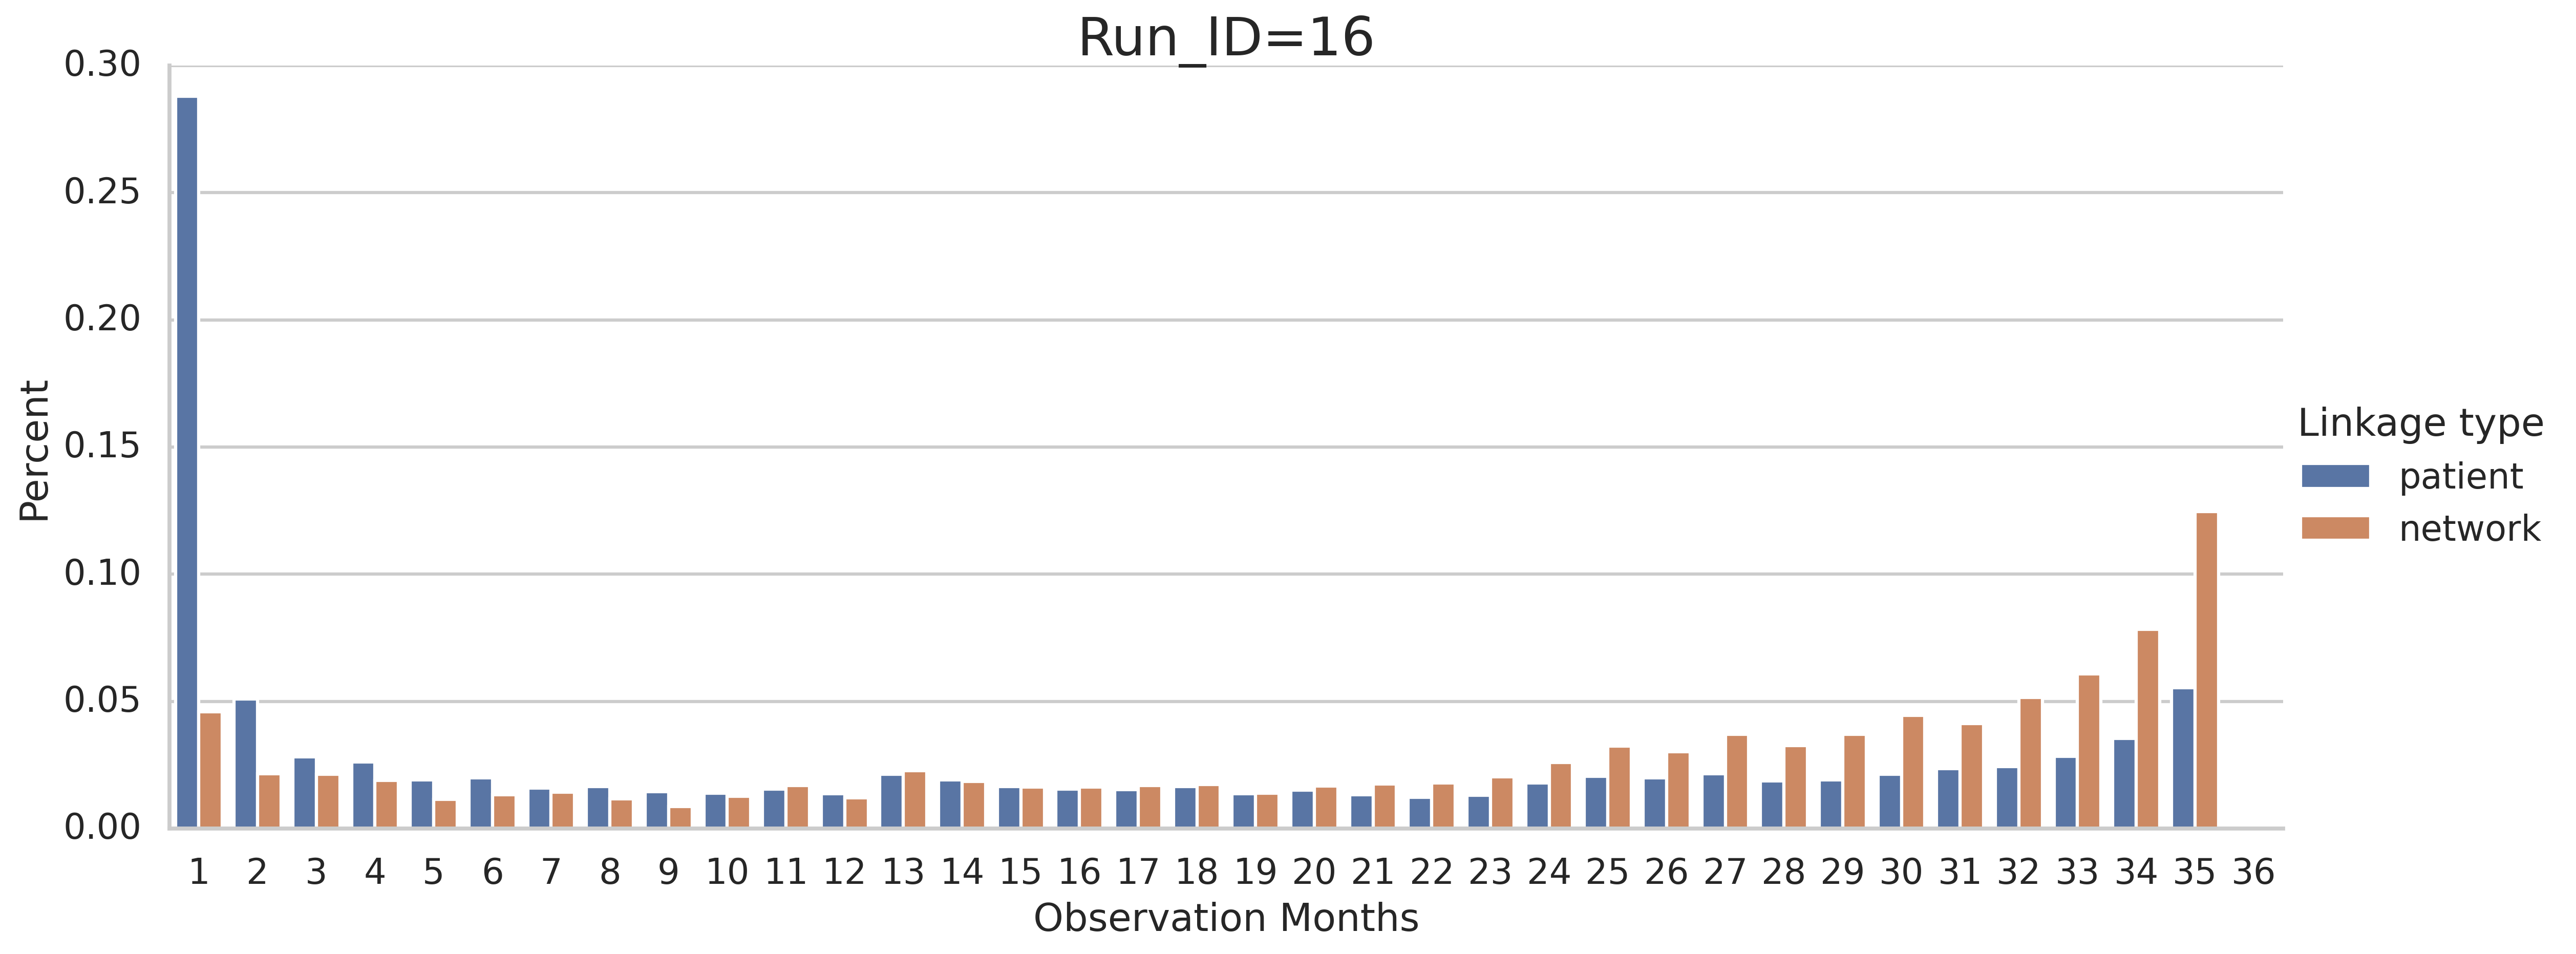 Run_ID=16
0.30
0.25
0.20
0.15
0.10
0.05
0.00
Percent
1 2 3 4 5 6 7 8 9 10 11 12 13 14 15 16 17 18 19 20 21 22 23 24 25 26 27 28 29 30 31 32 33 34 35 36
Observation Months
Linkage type
patient
network